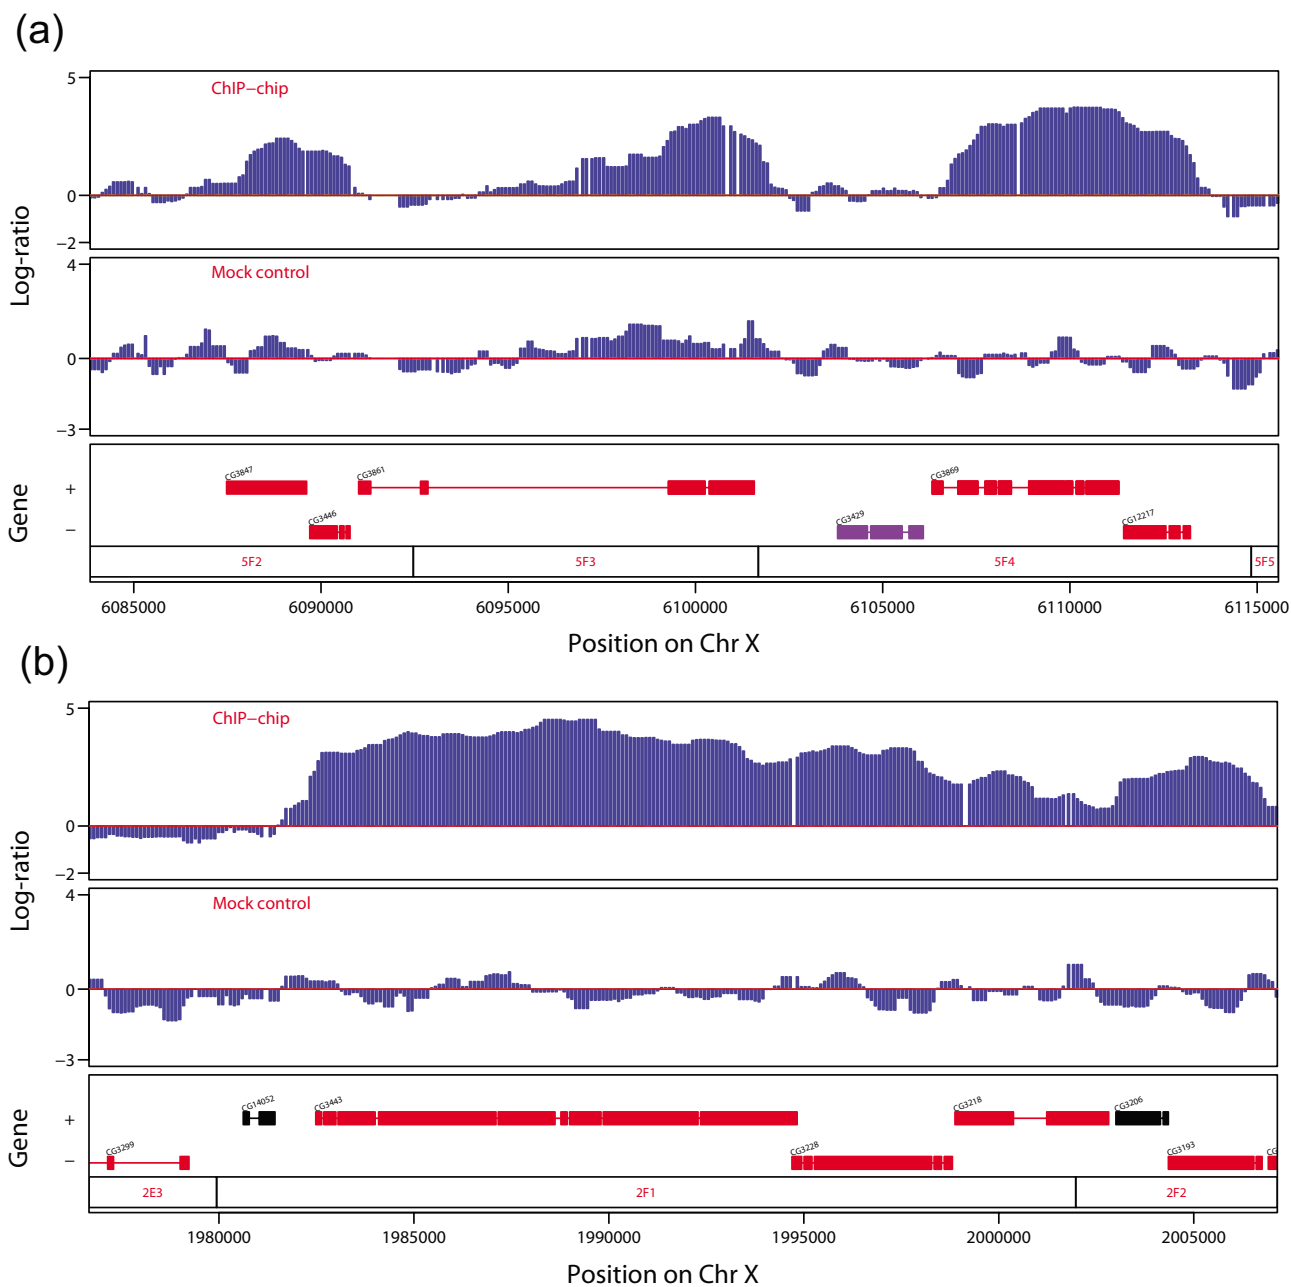 (a)
ChIP–chip
5
0
−2
Log-ratio
Mock control
4
0
−3
Gene
+
−
CG3847
CG3861
CG3869
CG3446
CG3429
CG12217
5F2
5F3
5F4
5F5
6085000
6090000
6095000
6100000
6105000
6110000
6115000
Position on Chr X
(b)
ChIP–chip
5
0
−2
Log-ratio
Mock control
4
0
−3
Gene
+
−
CG14052
CG3443
CG3218
CG3206
CG3299
CG3228
CG3193
CG
2E3
2F1
2F2
1980000
1985000
1990000
1995000
2000000
2005000
Position on Chr X